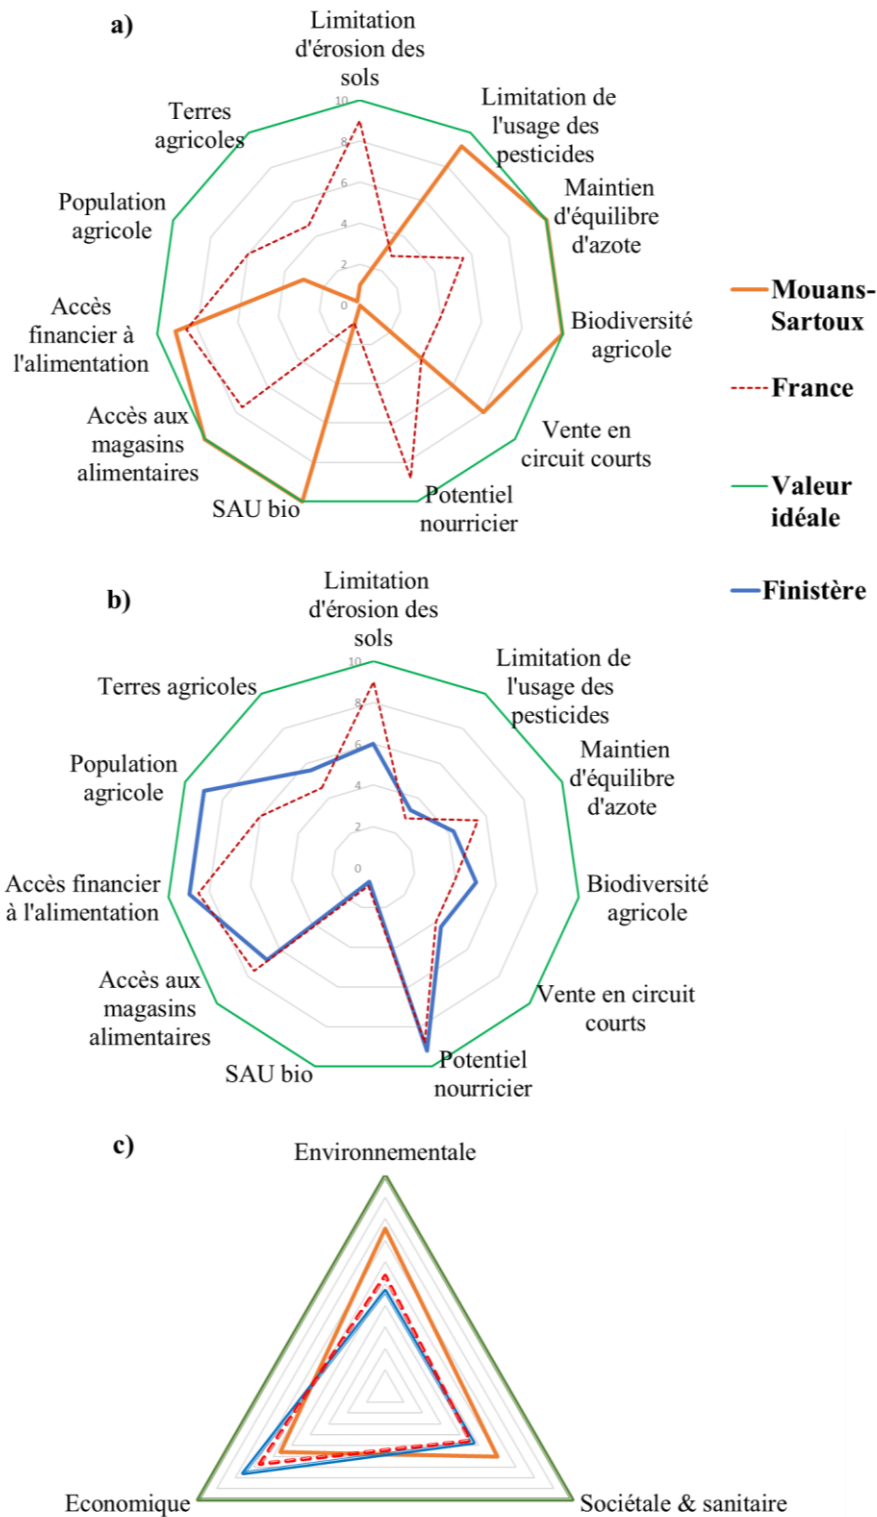 a)
Limitation
d'érosion des
sols
Limitation de
l'usage des
pesticides
Maintien
d'équilibre
d'azote
Biodiversité
agricole
Vente en
circuit courts
Potentiel
nourricier
SAU bio
Accès aux
magasins
alimentaires
Accès
financier à
l'alimentation
Population
agricole
Terres
agricoles
10
8
6
4
2
0
Mouans-
Sartoux
France
Valeur
idéale
Finistère
b)
Limitation
d'érosion des
sols
Limitation de
l'usage des
pesticides
Maintien
d'équilibre
d'azote
Biodiversité
agricole
Vente en circuit
courts
Potentiel
nourricier
SAU bio
Accès aux
magasins
alimentaires
Accès financier
à l'alimentation
Population
agricole
Terres agricoles
10
8
6
4
2
0
c)
Environnementale
Economique
Sociétale & sanitaire